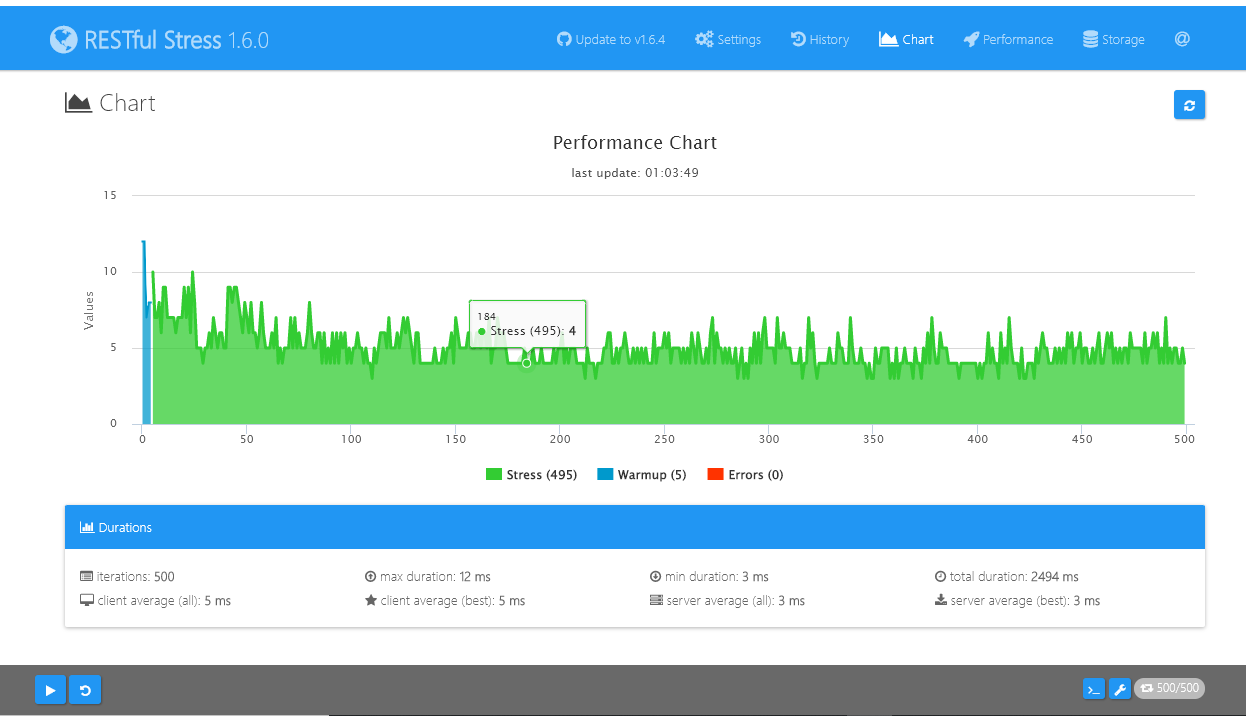 RESTful Stress 1.6.0
Update to v1.6.4 Settings History Chart Performance Storage @
Chart
Performance Chart
last update: 01:03:49
Values
15
10
5
0
184
Stress (495): 4
0 50 100 150 200 250 300 350 400 450 500
Stress (495) Warmup (5) Errors (0)
Durations
iterations: 500 max duration: 12 ms min duration: 3 ms total duration: 2494 ms
client average (all): 5 ms client average (best): 5 ms server average (all): 3 ms server average (best): 3 ms
500/500